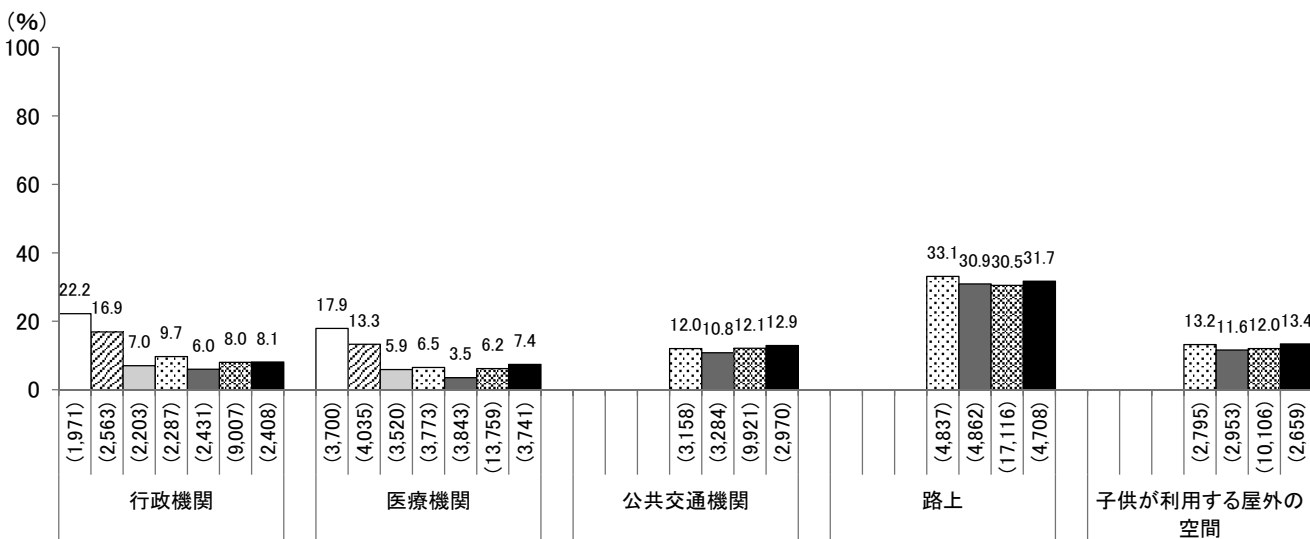 (%)
100
80
60
40
20
0
22.2 16.9 7.0 9.7 6.0 8.0 8.1
17.9 13.3 5.9 6.5 3.5 6.2 7.4
12.0 10.8 12.1 12.9
33.1 30.9 30.5 31.7
13.2 11.6 12.0 13.4
(1,971) (2,563) (2,203) (2,287) (2,431) (9,007) (2,408)
(3,700) (4,035) (3,520) (3,773) (3,843) (13,759) (3,741)
(3,158) (3,284) (9,921) (2,970)
(4,837) (4,862) (17,116) (4,708)
(2,795) (2,953) (10,106) (2,659)
行政機関
医療機関
公共交通機関
路上
子供が利用する屋外の
空間